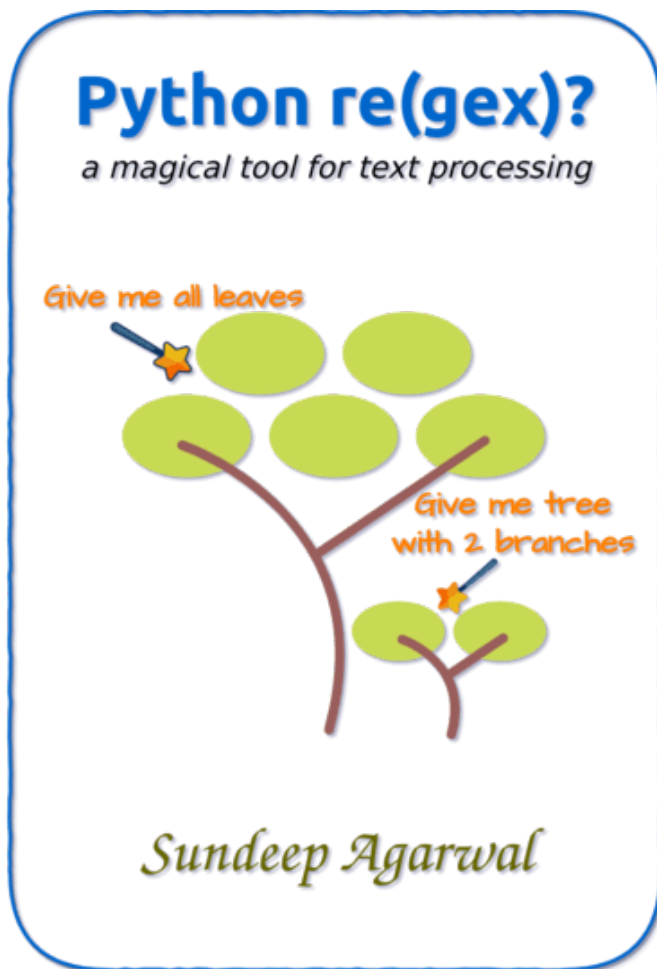 Python re(gex)?
a magical tool for text processing
Give me all leaves
Give me tree
with 2 branches
Sundeep Agarwal